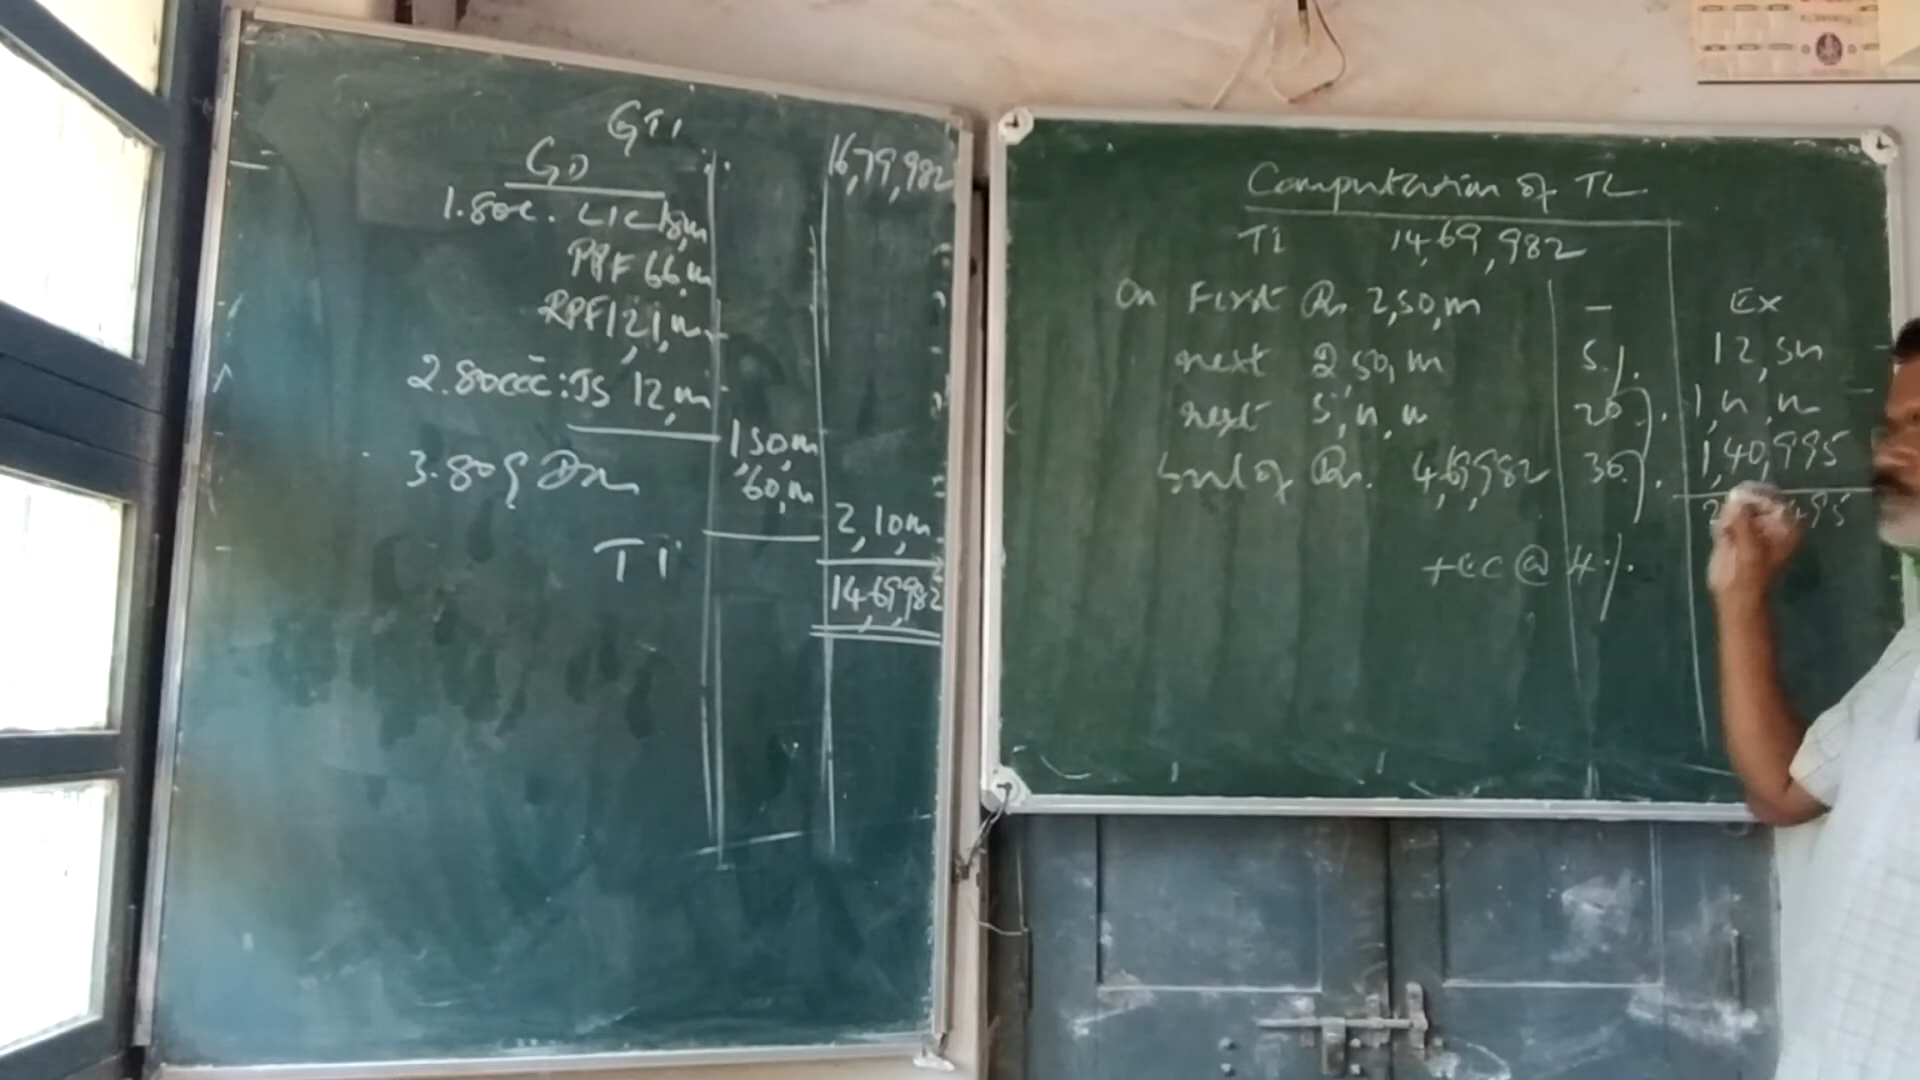 GTI 16,79,982
GD
1.80C. LIC 18,m
PPF 66,m
RPF 1,21,m
2.80CCC: JS 12,m
1,50,m
3.80G Dn 60,m
2,10,m
TI
14,69,982
Computation of TL
TI 14,69,982
On First Rs 2,50,m — Ex
next 2,50,m 5%. 12,5n
next 5,n,n 20%. 1,n,n
Bal of Rs. 4,69,982 30%. 1,40,995
+EC @ 4%.